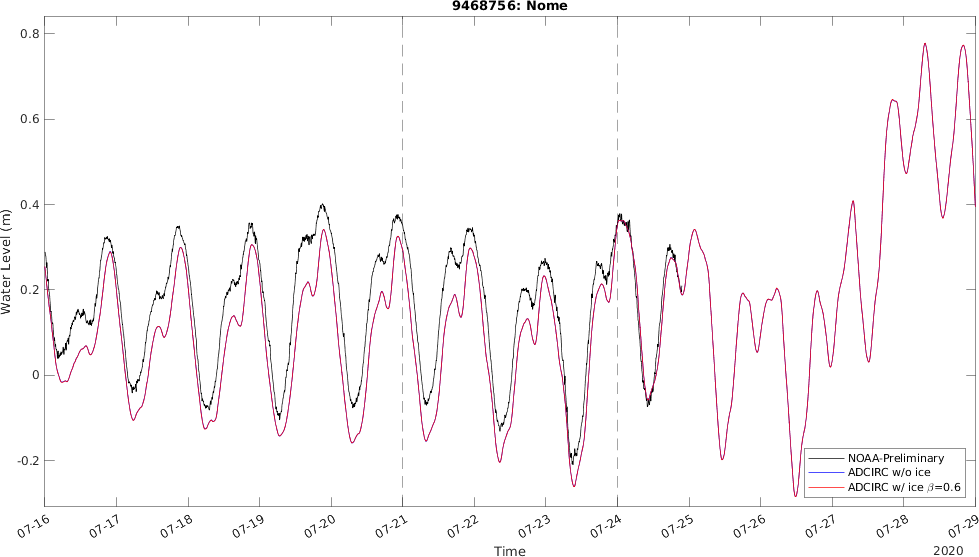 9468756: Nome
Water Level (m)
0.8
0.6
0.4
0.2
0
-0.2
NOAA-Preliminary
ADCIRC w/o ice
ADCIRC w/ ice β=0.6
07-16 07-17 07-18 07-19 07-20 07-21 07-22 07-23 07-24 07-25 07-26 07-27 07-28 07-29
Time
2020